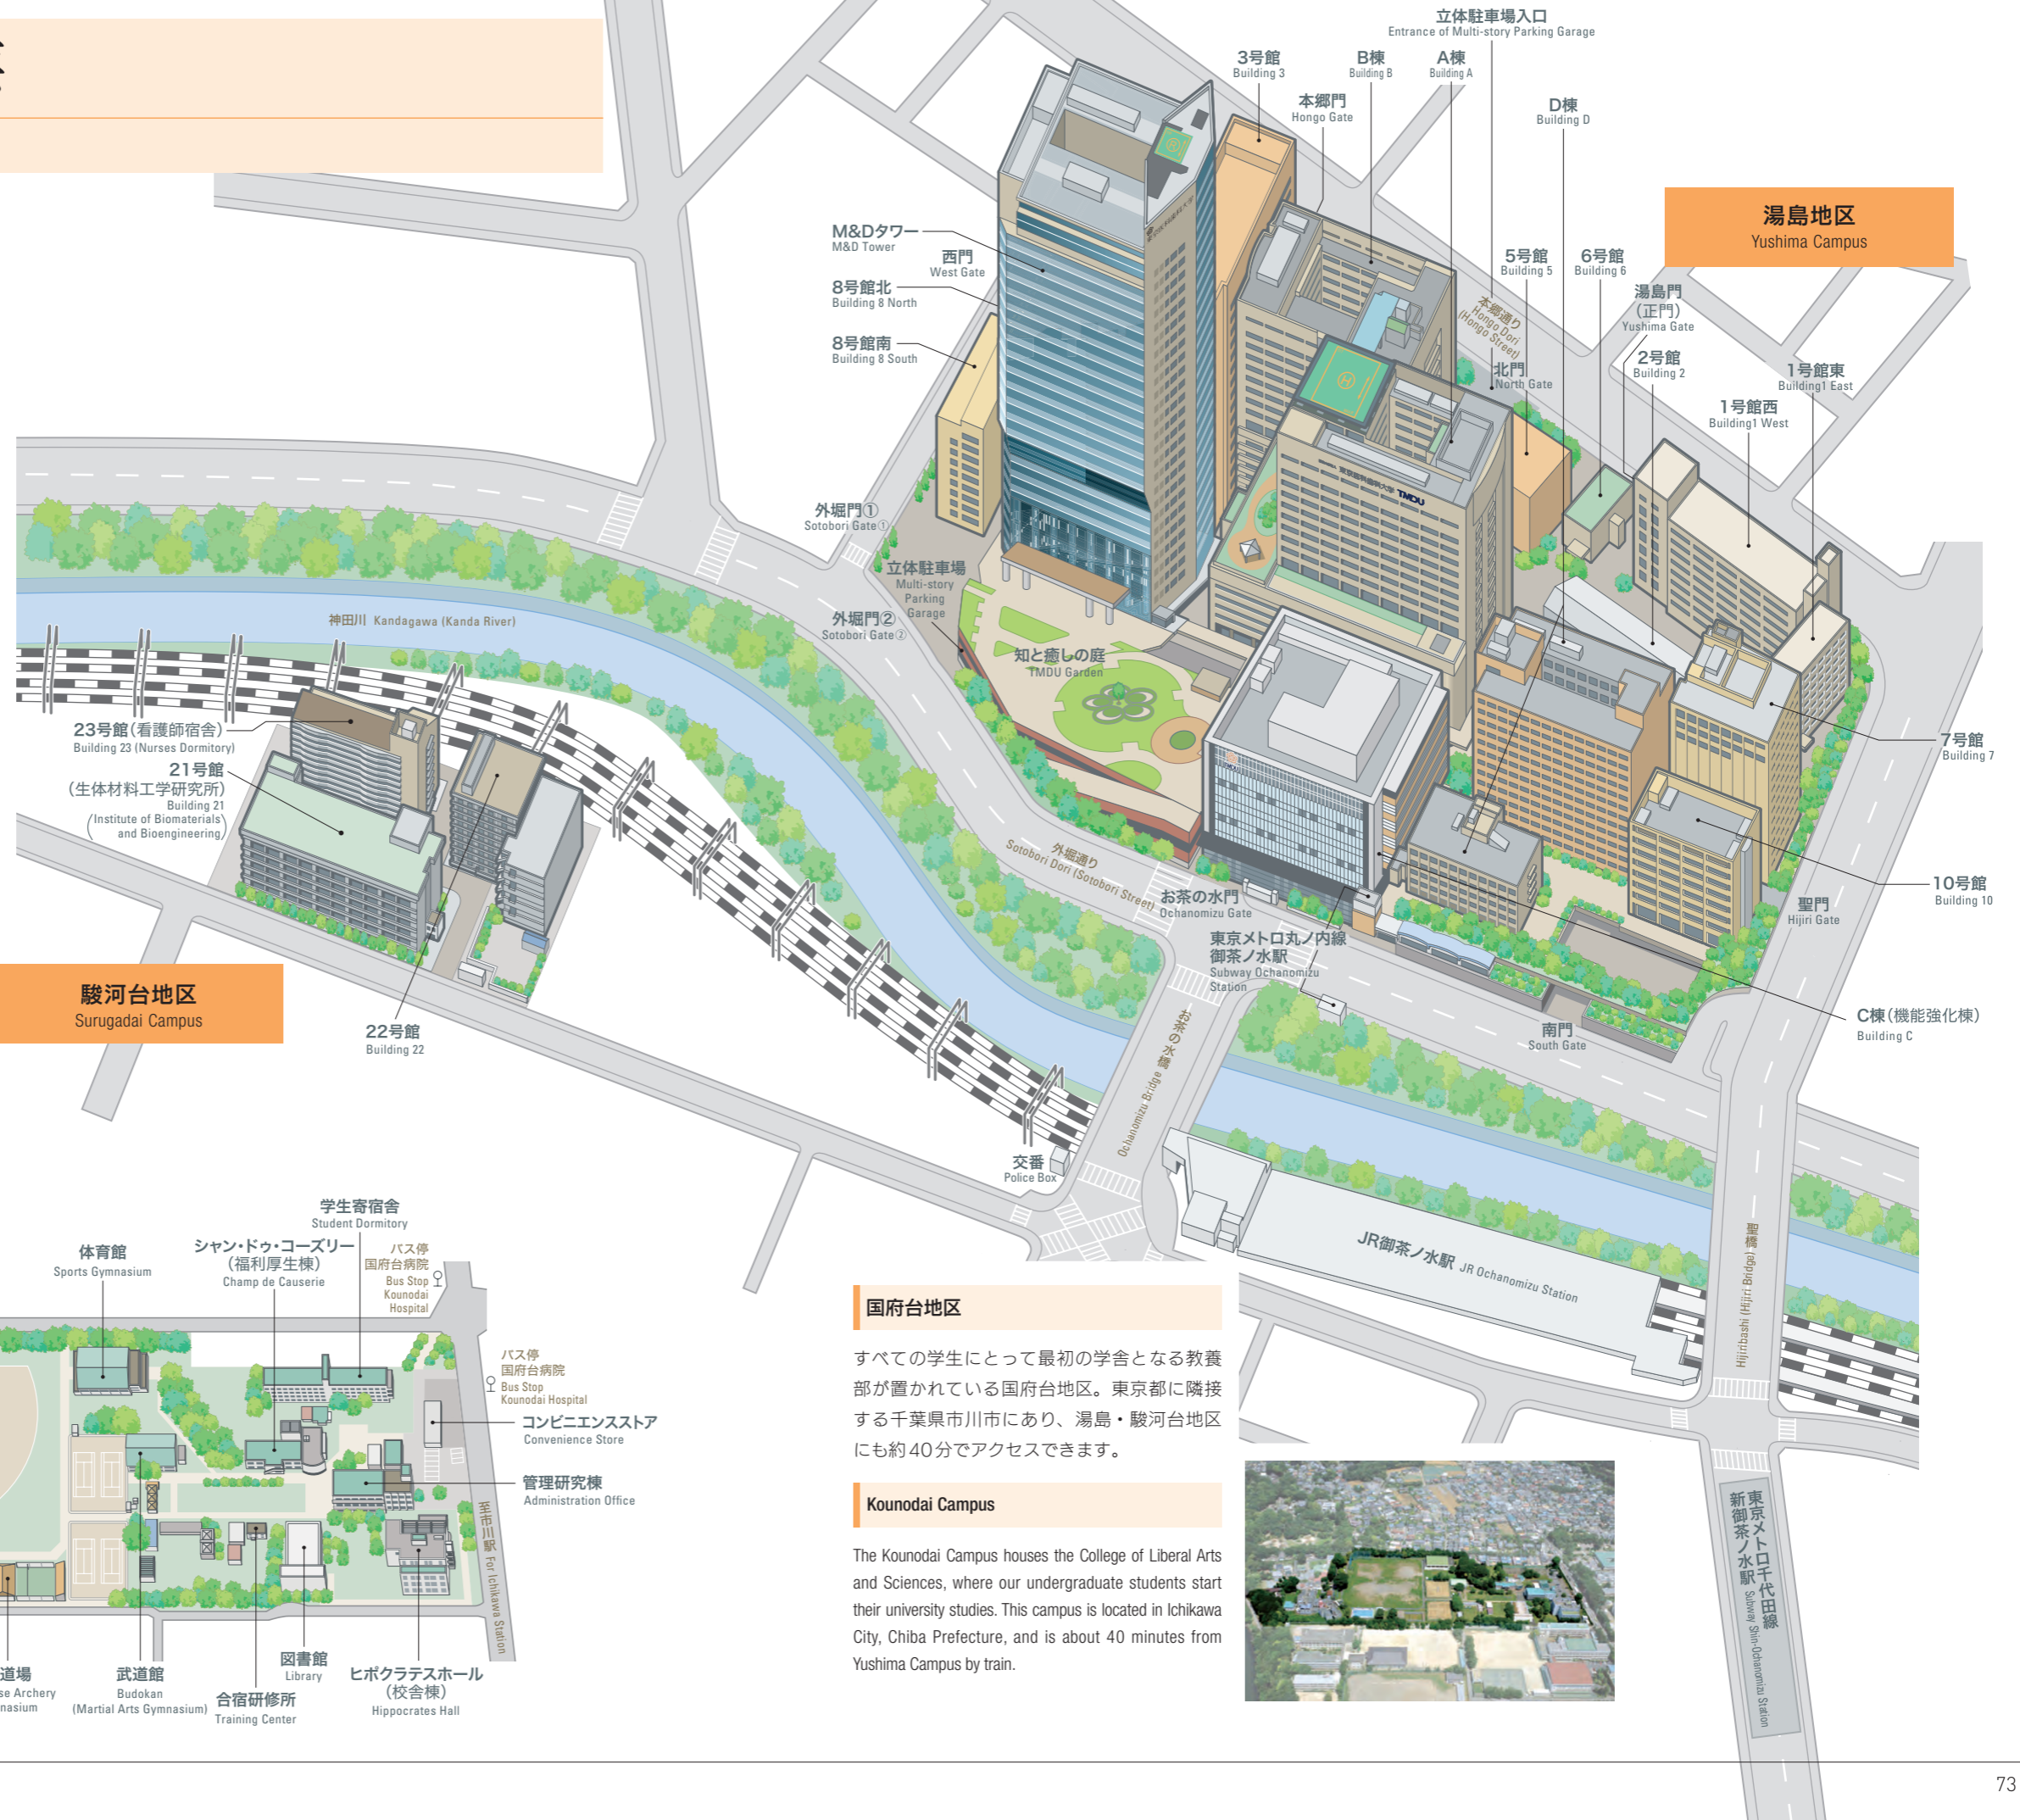 立体駐車場入口
Entrance of Multi-story Parking Garage
3号館
Building 3
B棟
Building B
A棟
Building A
本郷門
Hongo Gate
D棟
Building D
湯島地区
Yushima Campus
M&Dタワー
M&D Tower
西門
West Gate
8号館北
Building 8 North
8号館南
Building 8 South
5号館
Building 5
6号館
Building 6
湯島門
(正門)
Yushima Gate
本郷通り
Hongo Dori
(Hongo Street)
北門
North Gate
2号館
Building 2
1号館東
Building1 East
1号館西
Building1 West
東京医科歯科大学 TMDU
外堀門①
Sotobori Gate①
立体駐車場
Multi-story
Parking
Garage
外堀門②
Sotobori Gate②
知と癒しの庭
TMDU Garden
神田川 Kandagawa (Kanda River)
23号館(看護師宿舎)
Building 23 (Nurses Dormitory)
21号館
(生体材料工学研究所)
Building 21
(Institute of Biomaterials
and Bioengineering)
7号館
Building 7
10号館
Building 10
聖門
Hijiri Gate
外堀通り
Sotobori Dori (Sotobori Street)
お茶の水門
Ochanomizu Gate
東京メトロ丸ノ内線
御茶ノ水駅
Subway Ochanomizu
Station
C棟(機能強化棟)
Building C
南門
South Gate
駿河台地区
Surugadai Campus
22号館
Building 22
お茶の水橋
Ochanomizu Bridge
交番
Police Box
JR御茶ノ水駅 JR Ochanomizu Station
聖橋
Hijiribashi (Hijiri Bridge)
東京メトロ千代田線
新御茶ノ水駅 Subway Shin-Ochanomizu Station
学生寄宿舎
Student Dormitory
体育館
Sports Gymnasium
シャン・ドゥ・コーズリー
(福利厚生棟)
Champ de Causerie
バス停
国府台病院
Bus Stop
Kounodai
Hospital
バス停
国府台病院
Bus Stop
Kounodai Hospital
コンビニエンスストア
Convenience Store
管理研究棟
Administration Office
至市川駅 For Ichikawa Station
道場
se Archery
nasium
武道館
Budokan
(Martial Arts Gymnasium)
合宿研修所
Training Center
図書館
Library
ヒポクラテスホール
(校舎棟)
Hippocrates Hall
国府台地区
すべての学生にとって最初の学舎となる教養
部が置かれている国府台地区。東京都に隣接
する千葉県市川市にあり、湯島・駿河台地区
にも約40分でアクセスできます。
Kounodai Campus
The Kounodai Campus houses the College of Liberal Arts
and Sciences, where our undergraduate students start
their university studies. This campus is located in Ichikawa
City, Chiba Prefecture, and is about 40 minutes from
Yushima Campus by train.
73